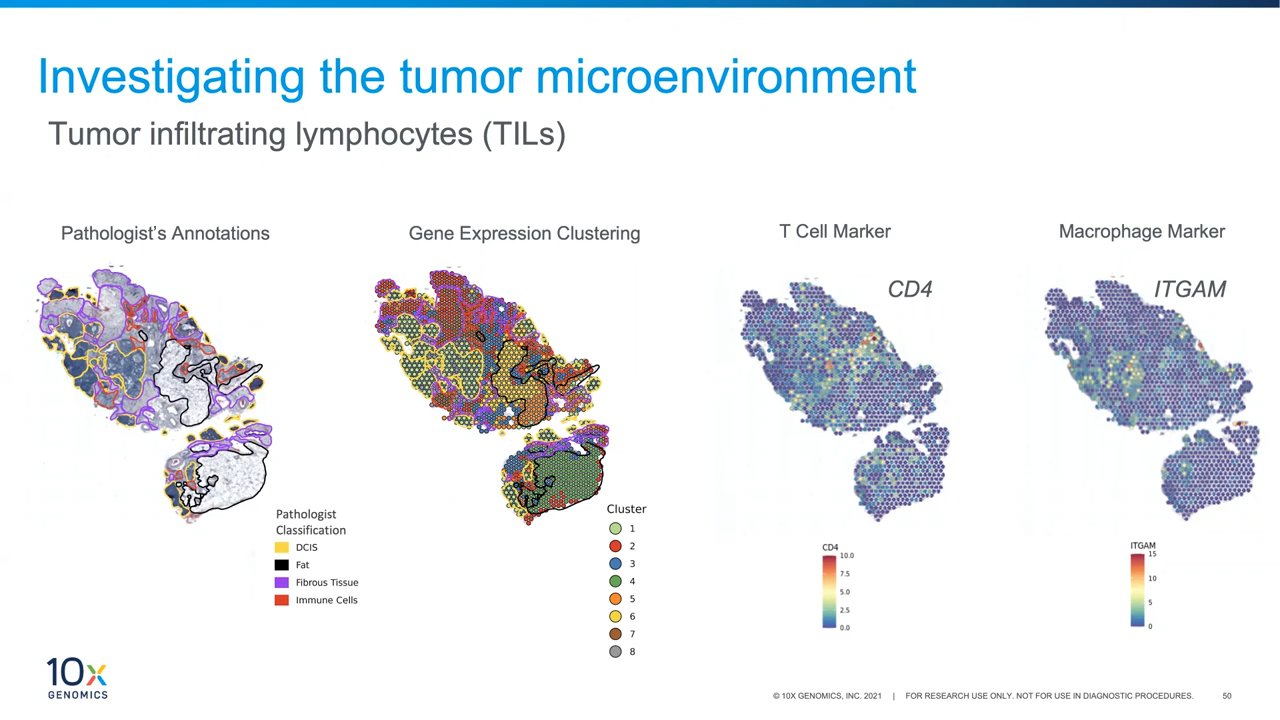 Investigating the tumor microenvironment
Tumor infiltrating lymphocytes (TILs)
Pathologist's Annotations
Gene Expression Clustering
T Cell Marker
Macrophage Marker
CD4
ITGAM
Pathologist
Classification
DCIS
Fat
Fibrous Tissue
Immune Cells
Cluster
1
2
3
4
5
6
7
8
CD4
10.0
7.5
5.0
2.5
0.0
ITGAM
15
10
5
0
10x
GENOMICS
© 10X GENOMICS, INC. 2021 | FOR RESEARCH USE ONLY. NOT FOR USE IN DIAGNOSTIC PROCEDURES. 50